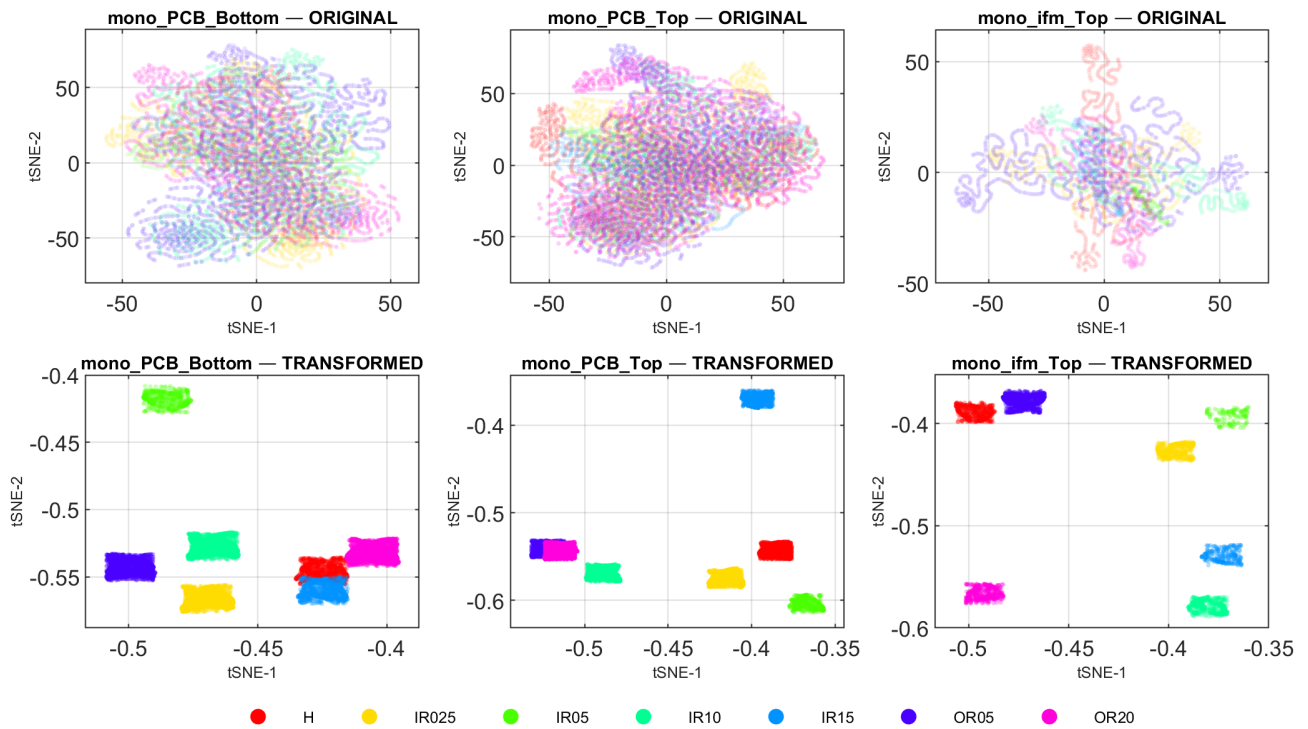 mono_PCB_Bottom — ORIGINAL
mono_PCB_Top — ORIGINAL
mono_ifm_Top — ORIGINAL
50
0
-50
tSNE-2
-50 0 50
tSNE-1
50
0
-50
tSNE-2
-50 0 50
tSNE-1
50
0
-50
tSNE-2
-50 0 50
tSNE-1
mono_PCB_Bottom — TRANSFORMED
mono_PCB_Top — TRANSFORMED
mono_ifm_Top — TRANSFORMED
-0.4
-0.45
-0.5
-0.55
tSNE-2
-0.5 -0.45 -0.4
tSNE-1
-0.4
-0.5
-0.6
tSNE-2
-0.5 -0.45 -0.4 -0.35
tSNE-1
-0.4
-0.5
-0.6
tSNE-2
-0.5 -0.45 -0.4 -0.35
tSNE-1
H IR025 IR05 IR10 IR15 OR05 OR20